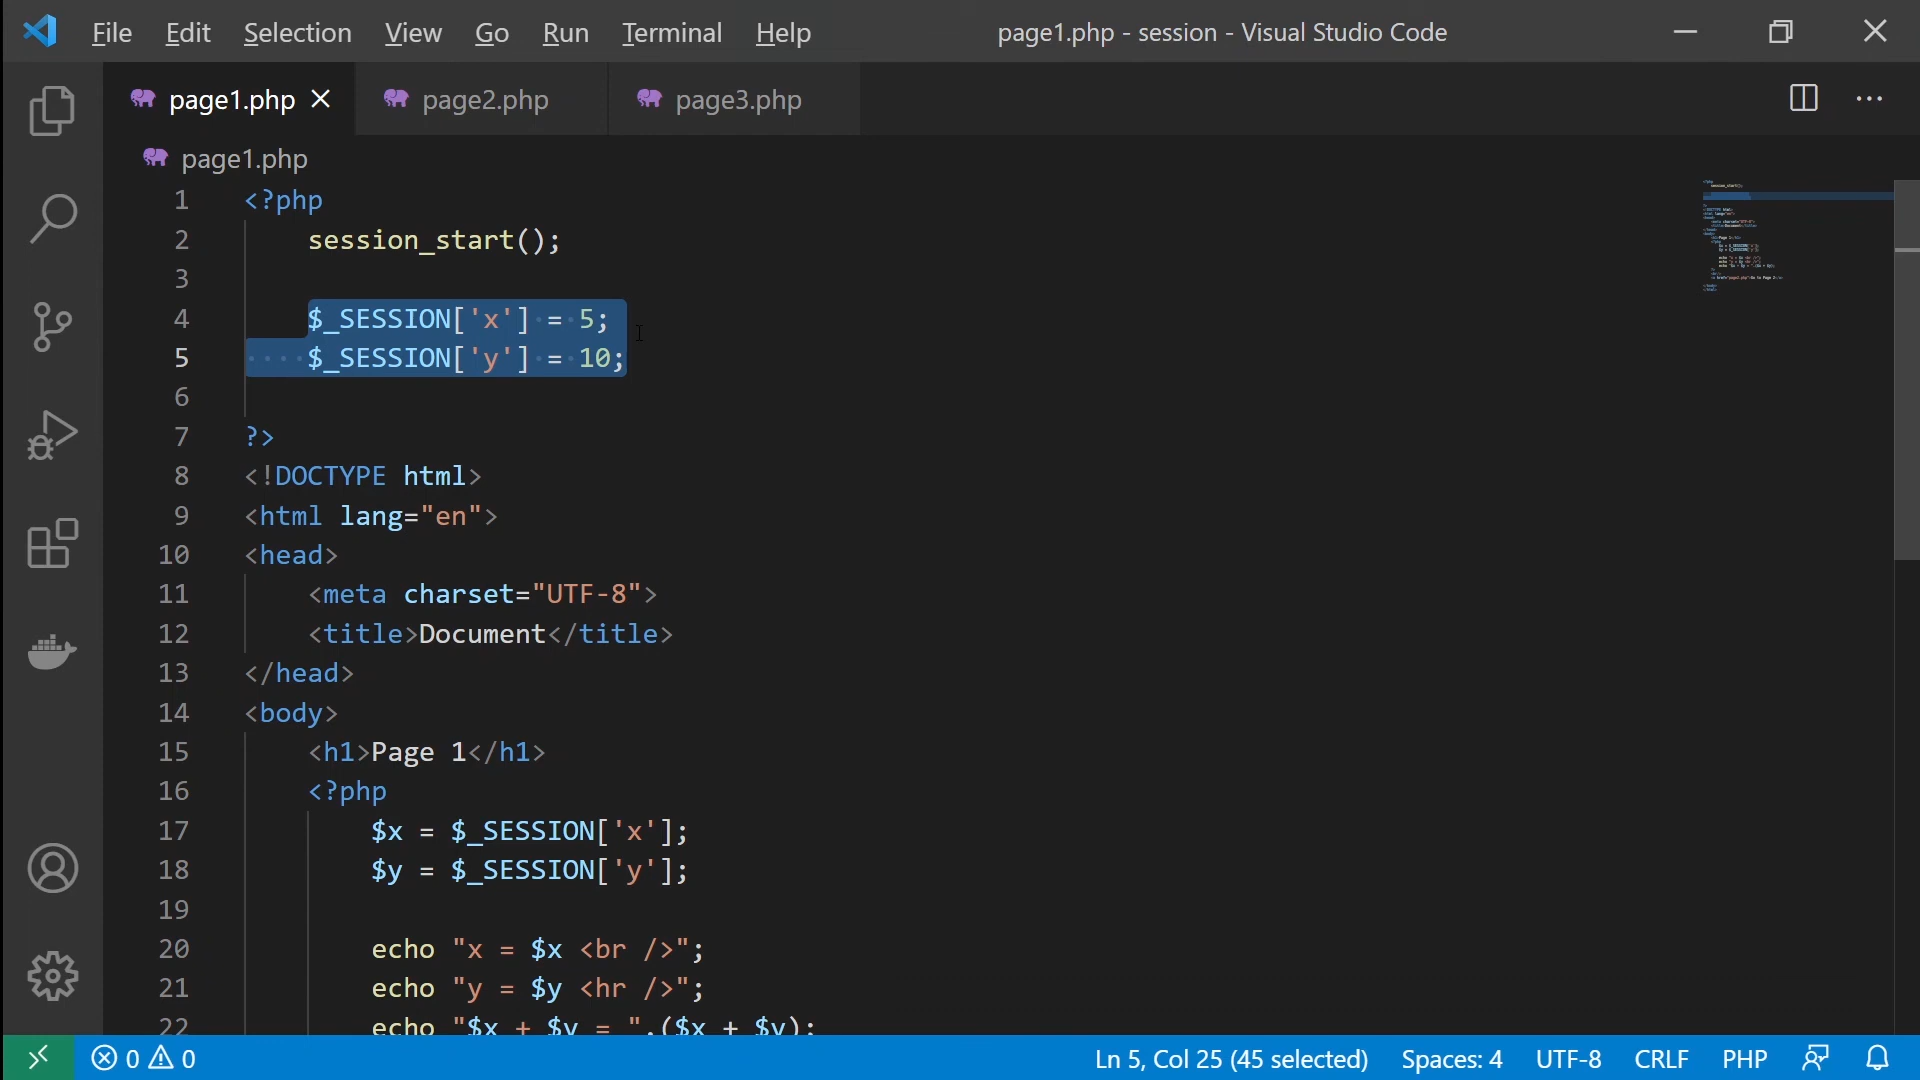 File Edit Selection View Go Run Terminal Help page1.php - session - Visual Studio Code
page1.php page2.php page3.php
page1.php
1 <?php
2 session_start();
3
4 $_SESSION['x'] = 5;
5 $_SESSION['y'] = 10;
6
7 ?>
8 <!DOCTYPE html>
9 <html lang="en">
10 <head>
11 <meta charset="UTF-8">
12 <title>Document</title>
13 </head>
14 <body>
15 <h1>Page 1</h1>
16 <?php
17 $x = $_SESSION['x'];
18 $y = $_SESSION['y'];
19
20 echo "x = $x <br />";
21 echo "y = $y <hr />";
22 echo "$x + $y = ".($x + $y);
0 0 Ln 5, Col 25 (45 selected) Spaces: 4 UTF-8 CRLF PHP